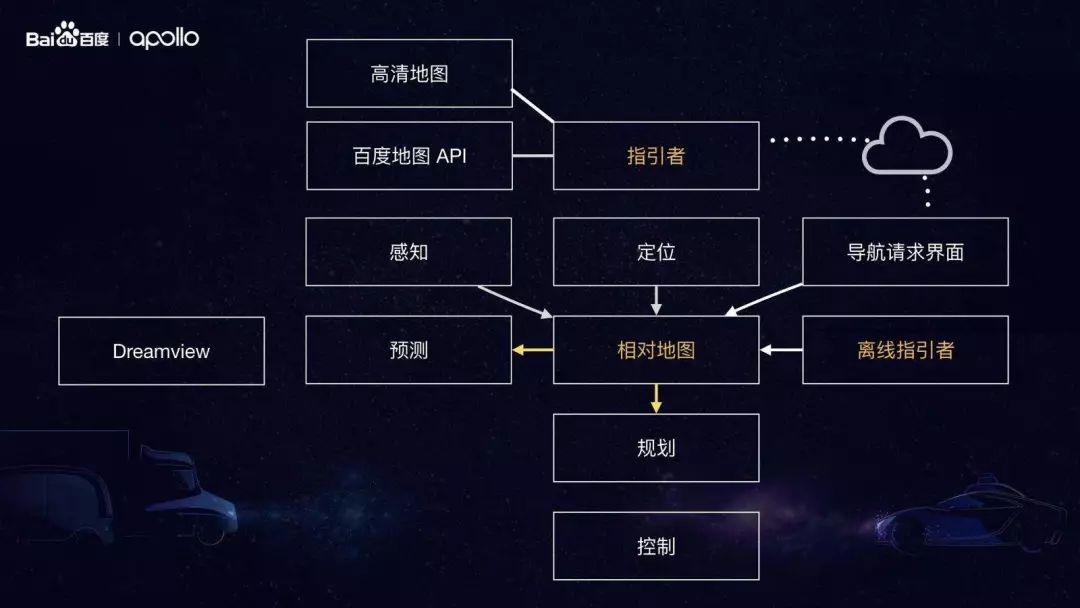 Bai du 百度 | apollo
高清地图
百度地图 API
指引者
感知
定位
导航请求界面
Dreamview
预测
相对地图
离线指引者
规划
控制